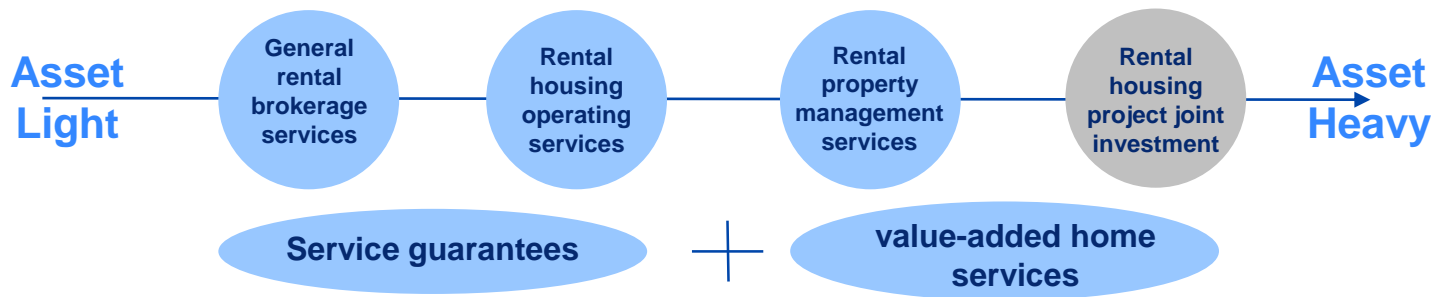 Asset
Light
General
rental
brokerage
services
Rental
housing
operating
services
Rental
property
management
services
Rental
housing
project joint
investment
Asset
Heavy
Service guarantees
value-added home
services